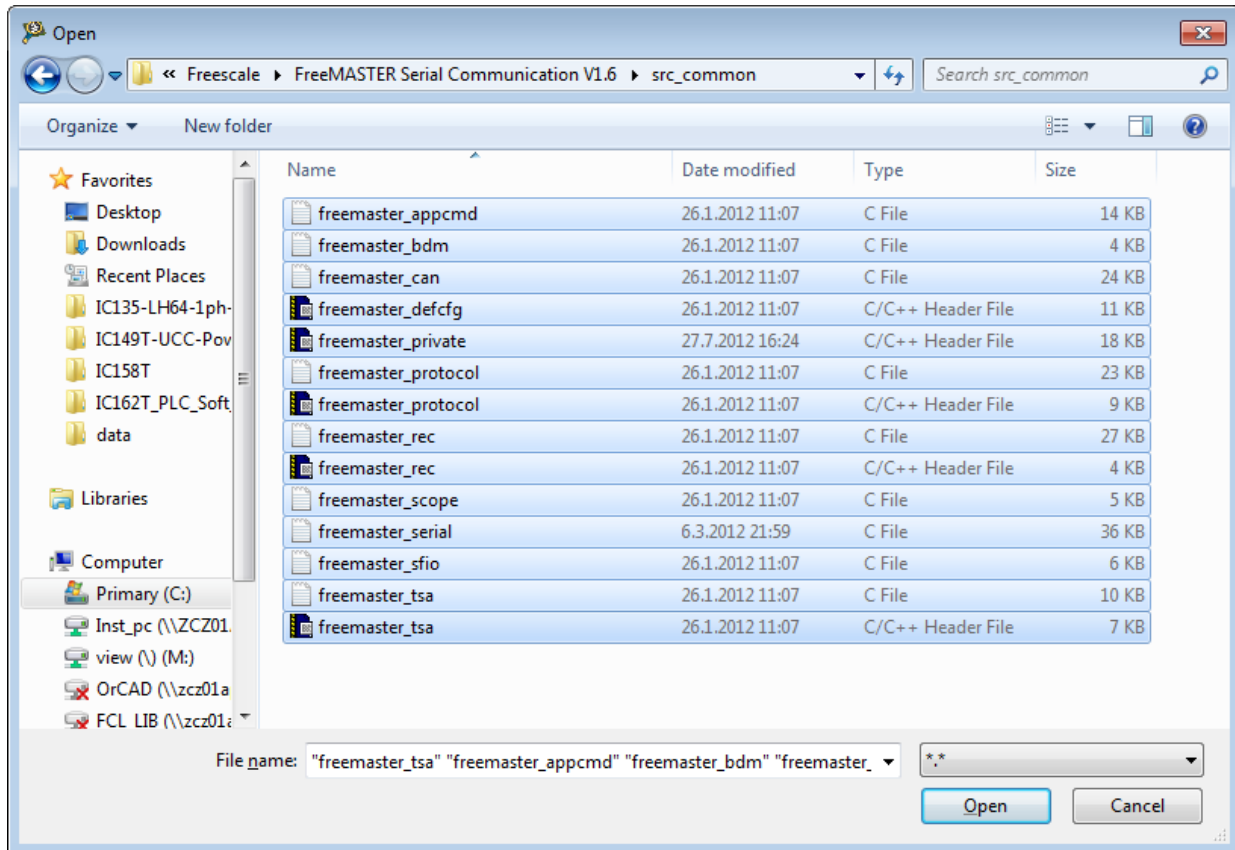 Open
« Freescale ▸ FreeMASTER Serial Communication V1.6 ▸ src_common Search src_common
Organize New folder
Name Date modified Type Size
Favorites
Desktop
Downloads
Recent Places
IC135-LH64-1ph-
IC149T-UCC-Pov
IC158T
IC162T_PLC_Soft_
data
Libraries
Computer
Primary (C:)
Inst_pc (\\ZCZ01.
view (\) (M:)
OrCAD (\\zcz01a
FCL_LIB (\\zcz01a
freemaster_appcmd 26.1.2012 11:07 C File 14 KB
freemaster_bdm 26.1.2012 11:07 C File 4 KB
freemaster_can 26.1.2012 11:07 C File 24 KB
freemaster_defcfg 26.1.2012 11:07 C/C++ Header File 11 KB
freemaster_private 27.7.2012 16:24 C/C++ Header File 18 KB
freemaster_protocol 26.1.2012 11:07 C File 23 KB
freemaster_protocol 26.1.2012 11:07 C/C++ Header File 9 KB
freemaster_rec 26.1.2012 11:07 C File 27 KB
freemaster_rec 26.1.2012 11:07 C/C++ Header File 4 KB
freemaster_scope 26.1.2012 11:07 C File 5 KB
freemaster_serial 6.3.2012 21:59 C File 36 KB
freemaster_sfio 26.1.2012 11:07 C File 6 KB
freemaster_tsa 26.1.2012 11:07 C File 10 KB
freemaster_tsa 26.1.2012 11:07 C/C++ Header File 7 KB
File name: "freemaster_tsa" "freemaster_appcmd" "freemaster_bdm" "freemaster_ *.*
Open Cancel